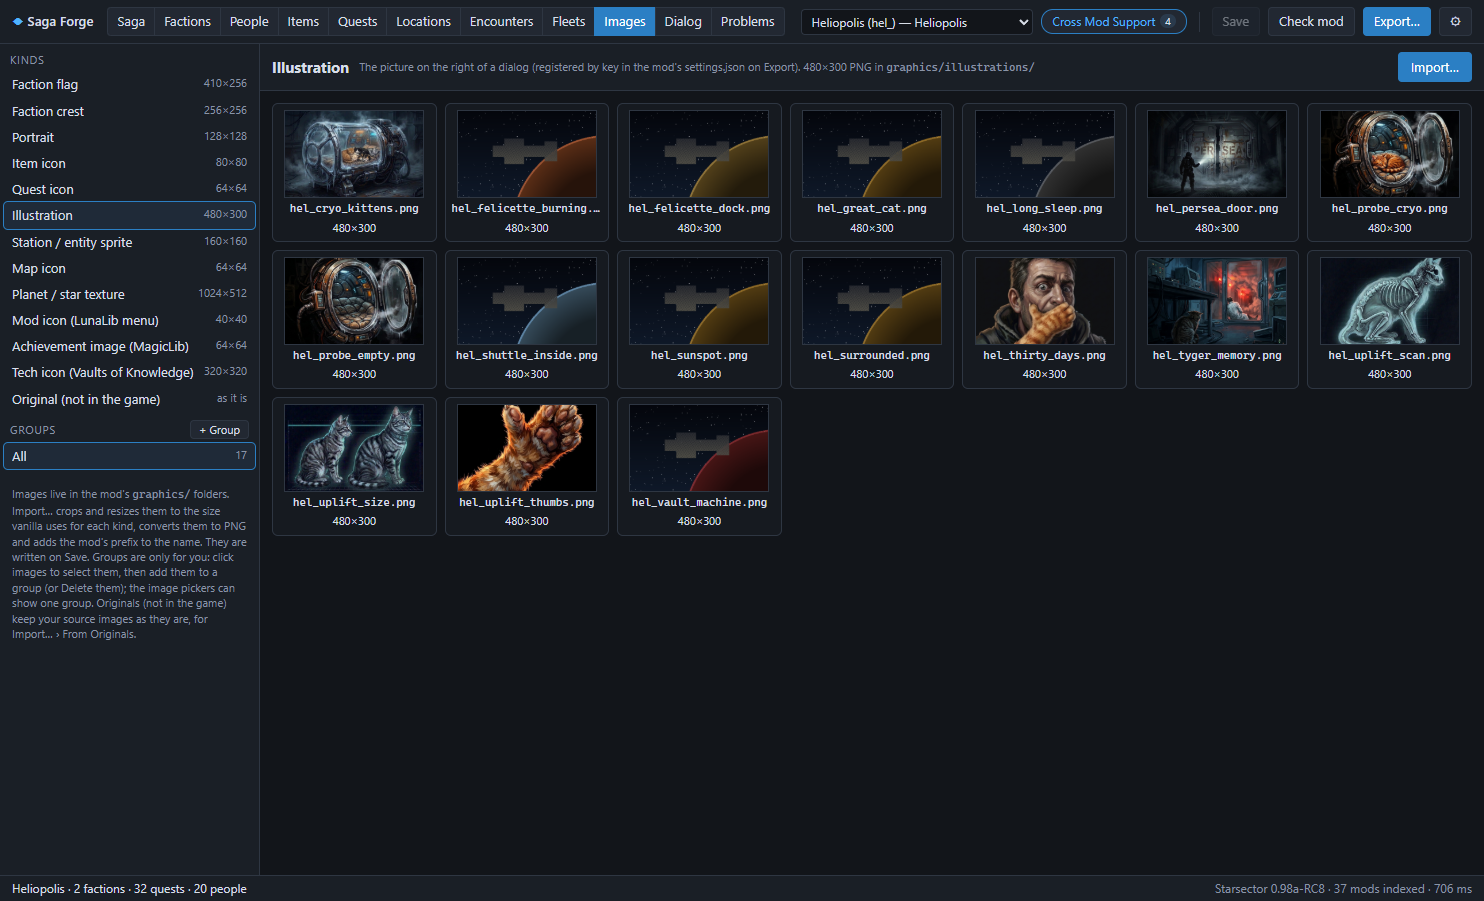 Saga Forge
Saga
Factions
People
Items
Quests
Locations
Encounters
Fleets
Images
Dialog
Problems
Heliopolis (hel_) — Heliopolis
Cross Mod Support 4
Save
Check mod
Export...
KINDS
Faction flag 410×256
Faction crest 256×256
Portrait 128×128
Item icon 80×80
Quest icon 64×64
Illustration 480×300
Station / entity sprite 160×160
Map icon 64×64
Planet / star texture 1024×512
Mod icon (LunaLib menu) 40×40
Achievement image (MagicLib) 64×64
Tech icon (Vaults of Knowledge) 320×320
Original (not in the game) as it is
GROUPS + Group
All 17
Images live in the mod's graphics/ folders.
Import... crops and resizes them to the size
vanilla uses for each kind, converts them to PNG
and adds the mod's prefix to the name. They are
written on Save. Groups are only for you: click
images to select them, then add them to a
group (or Delete them); the image pickers can
show one group. Originals (not in the game)
keep your source images as they are, for
Import... › From Originals.
Illustration The picture on the right of a dialog (registered by key in the mod's settings.json on Export). 480×300 PNG in graphics/illustrations/
Import...
hel_cryo_kittens.png
480×300
hel_felicette_burning....
480×300
hel_felicette_dock.png
480×300
hel_great_cat.png
480×300
hel_long_sleep.png
480×300
PERSEA
hel_persea_door.png
480×300
hel_probe_cryo.png
480×300
hel_probe_empty.png
480×300
hel_shuttle_inside.png
480×300
hel_sunspot.png
480×300
hel_surrounded.png
480×300
hel_thirty_days.png
480×300
hel_tyger_memory.png
480×300
hel_uplift_scan.png
480×300
hel_uplift_size.png
480×300
hel_uplift_thumbs.png
480×300
hel_vault_machine.png
480×300
Heliopolis · 2 factions · 32 quests · 20 people
Starsector 0.98a-RC8 · 37 mods indexed · 706 ms